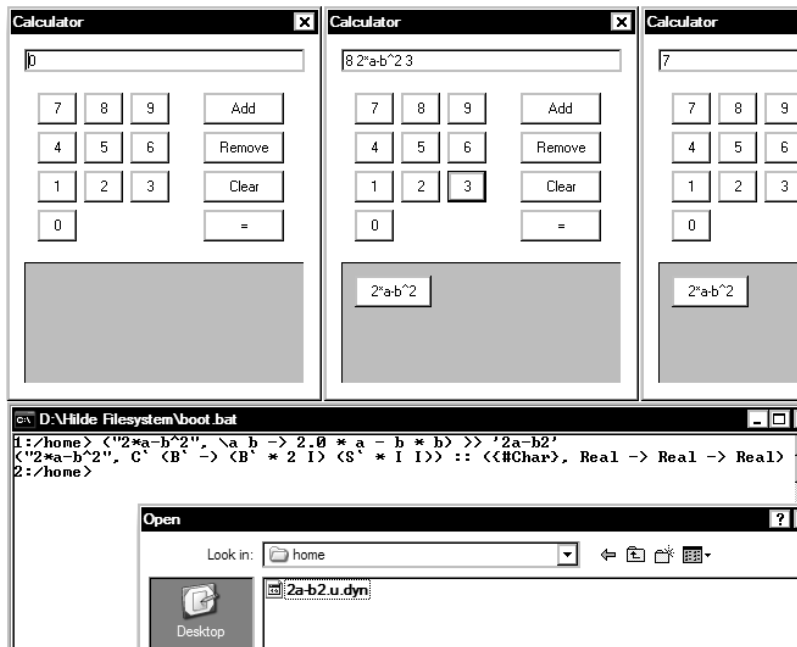 Calculator
0
7 8 9 Add
4 5 6 Remove
1 2 3 Clear
0 =
Calculator
8 2*a-b^2 3
7 8 9 Add
4 5 6 Remove
1 2 3 Clear
0 =
2*a-b^2
Calculator
7
7 8 9
4 5 6
1 2 3
0
2*a-b^2
D:\Hilde Filesystem\boot.bat
1:/home> ("2*a-b^2", \a b -> 2.0 * a - b * b) >> '2a-b2'
("2*a-b^2", C` (B` -) (B` * 2 I) (S` * I I)) :: ({#Char}, Real -> Real -> Real)
2:/home>
Open
Look in: home
2a-b2.u.dyn
Desktop